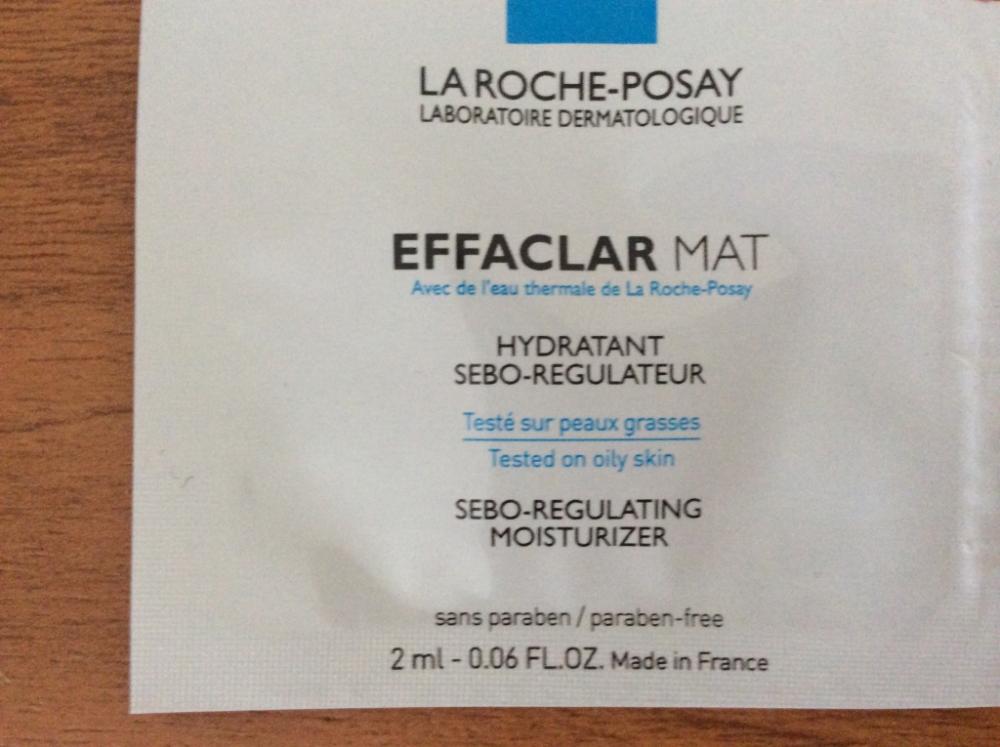 LA ROCHE-POSAY
LABORATOIRE DERMATOLOGIQUE
EFFACLAR MAT
Avec de l'eau thermale de La Roche-Posay
HYDRATANT
SEBO-REGULATEUR
Testé sur peaux grasses
Tested on oily skin
SEBO-REGULATING
MOISTURIZER
sans paraben / paraben-free
2 ml - 0.06 FL.OZ. Made in France